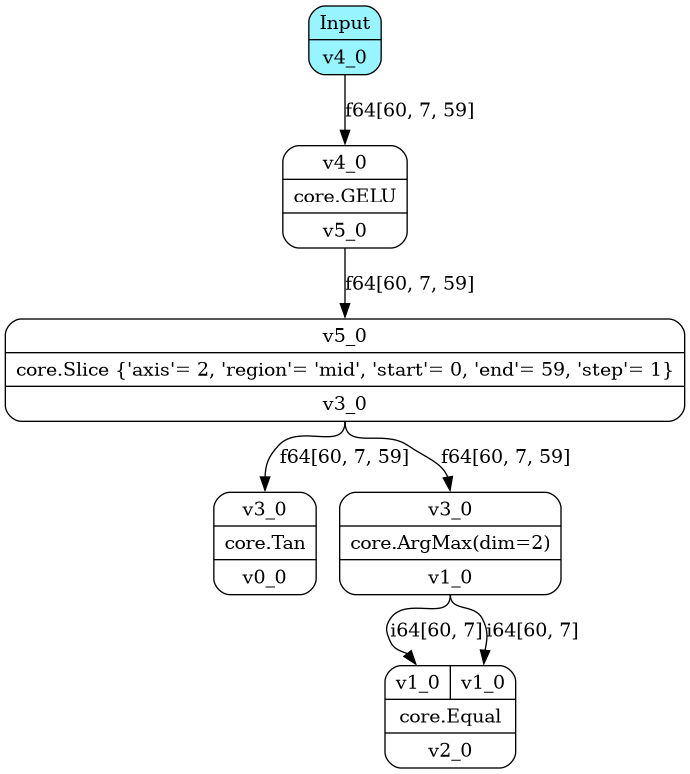 Input
v4_0
f64[60, 7, 59]
v4_0
core.GELU
v5_0
f64[60, 7, 59]
v5_0
core.Slice {'axis'= 2, 'region'= 'mid', 'start'= 0, 'end'= 59, 'step'= 1}
v3_0
f64[60, 7, 59] f64[60, 7, 59]
v3_0 v3_0
core.Tan core.ArgMax(dim=2)
v0_0 v1_0
i64[60, 7] i64[60, 7]
v1_0 v1_0
core.Equal
v2_0